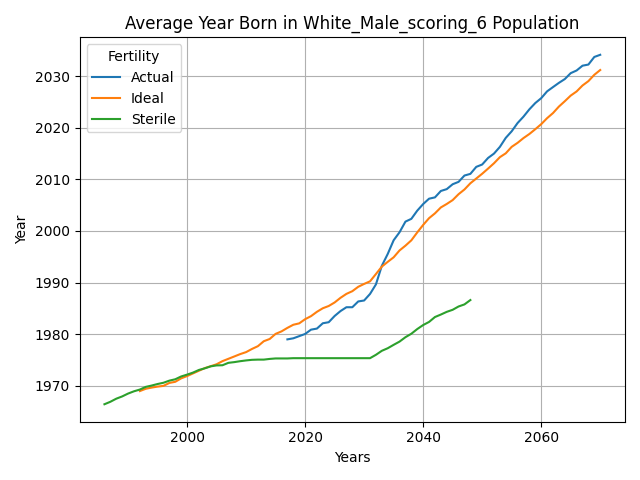 Average Year Born in White_Male_scoring_6 Population
Fertility
Actual
Ideal
Sterile
2030
2020
2010
2000
1990
1980
1970
Year
2000
2020
2040
2060
Years